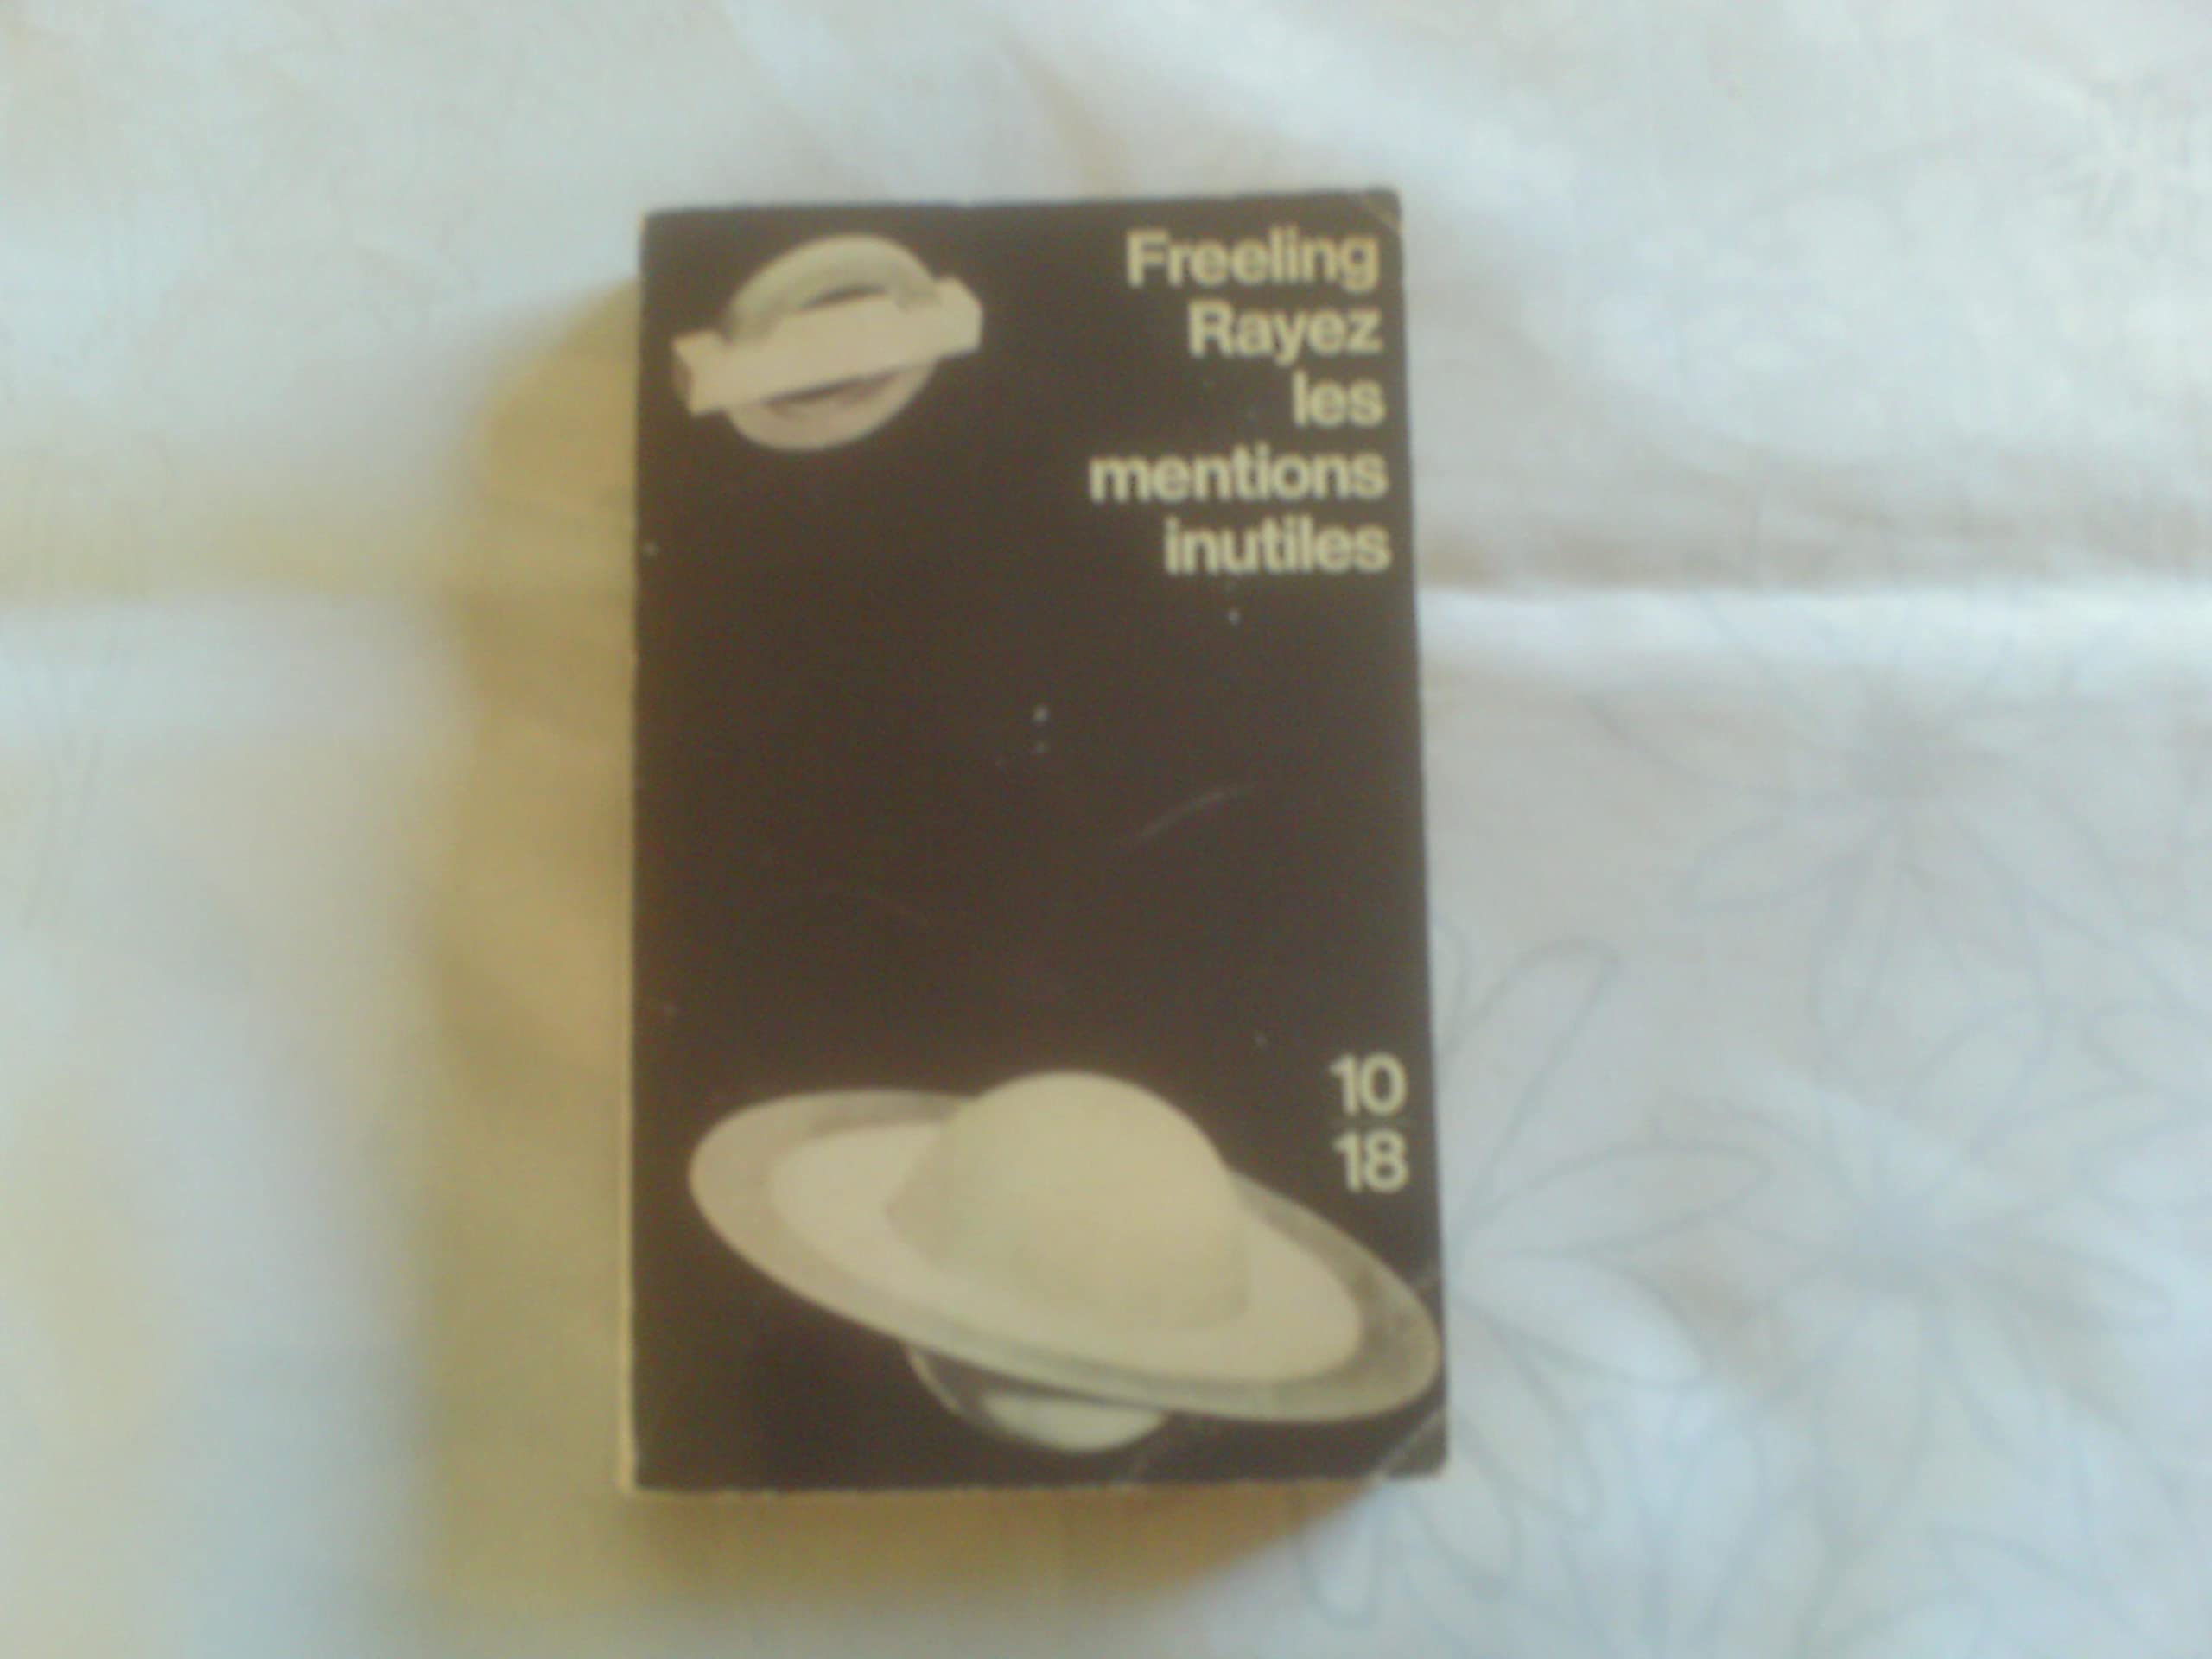 Freeling
Rayez
les
mentions
inutiles
10
18